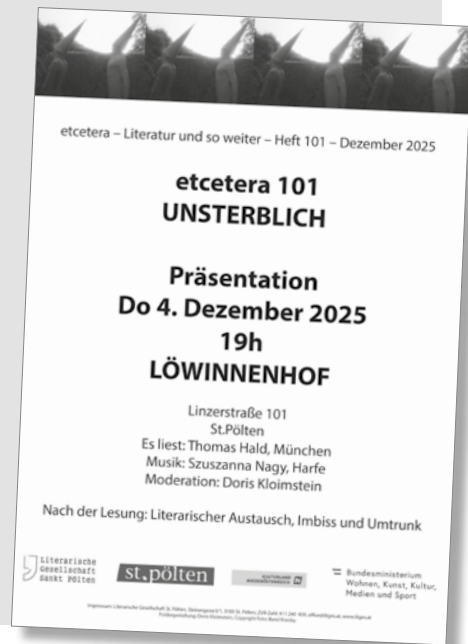 etcetera – Literatur und so weiter – Heft 101 – Dezember 2025
etcetera 101
UNSTERBLICH
Präsentation
Do 4. Dezember 2025
19h
LÖWINNENHOF
Linzerstraße 101
St.Pölten
Es liest: Thomas Hald, München
Musik: Szuszanna Nagy, Harfe
Moderation: Doris Kloimstein
Nach der Lesung: Literarischer Austausch, Imbiss und Umtrunk
Literarische
Gesellschaft
Sankt Pölten
st.pölten
KULTURLAND
NIEDERÖSTERREICH
Bundesministerium
Wohnen, Kunst, Kultur,
Medien und Sport